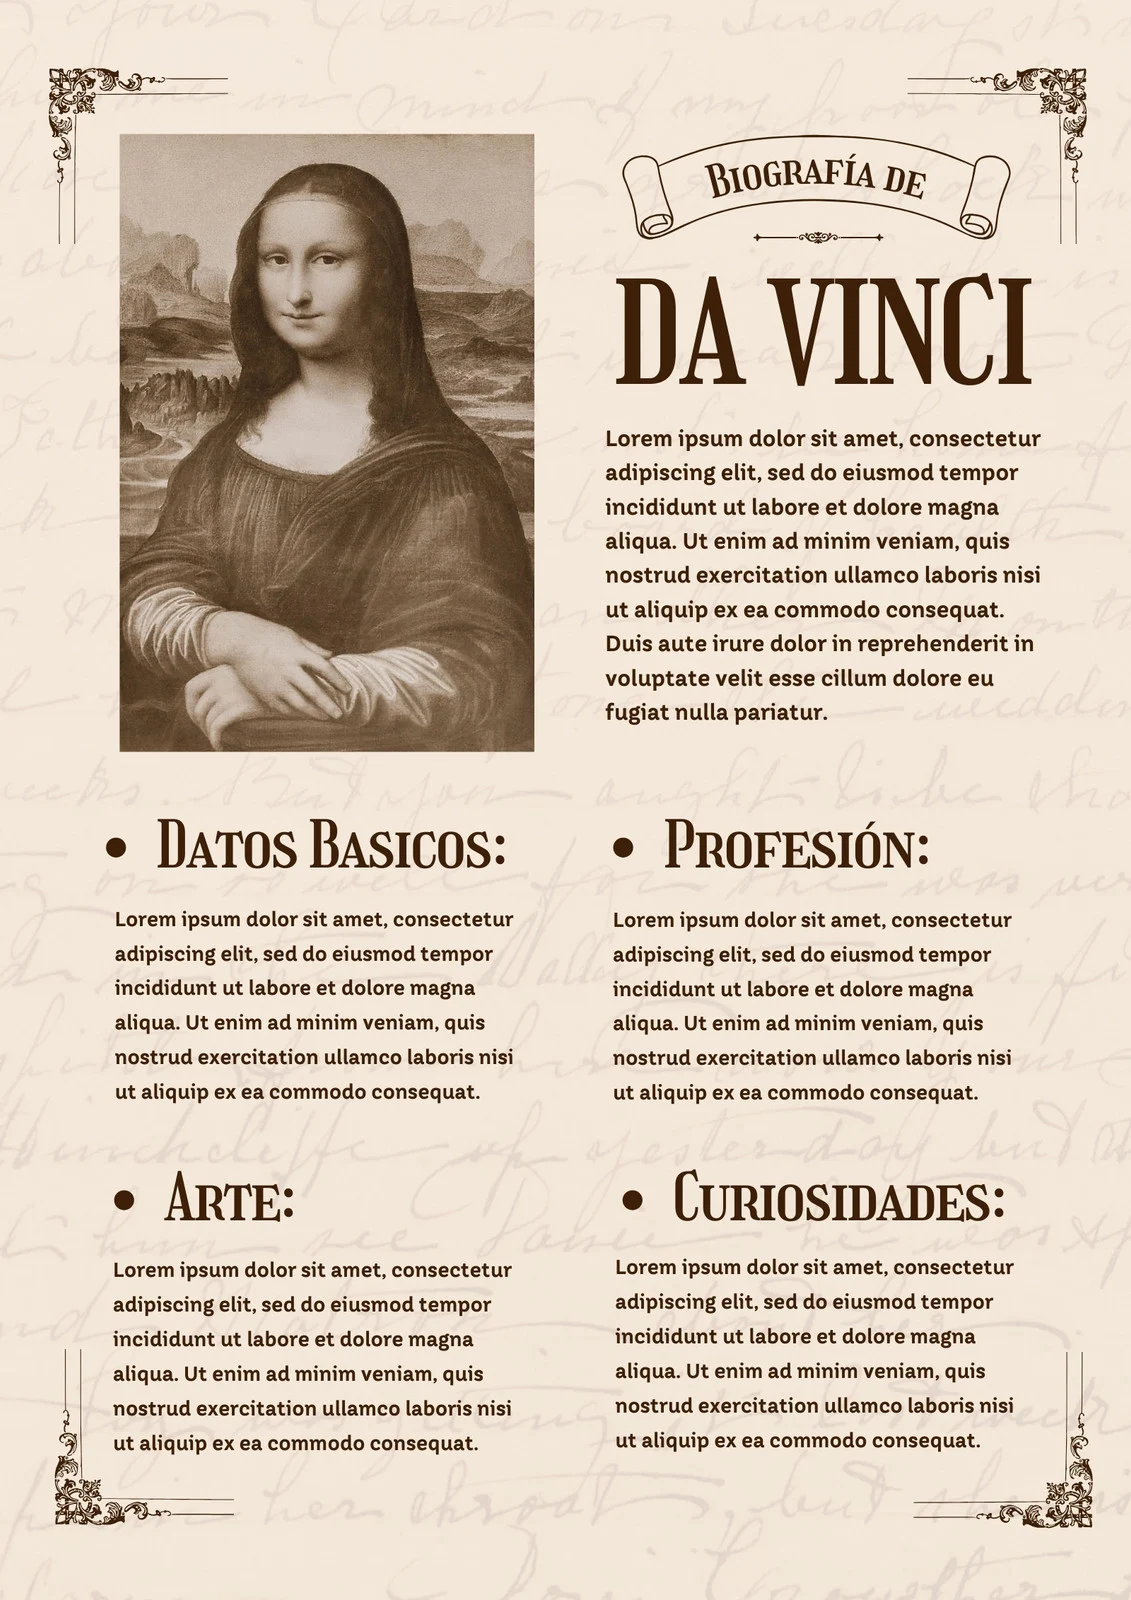 BIOGRAFÍA DE
DA VINCI
Lorem ipsum dolor sit amet, consectetur
adipiscing elit, sed do eiusmod tempor
incididunt ut labore et dolore magna
aliqua. Ut enim ad minim veniam, quis
nostrud exercitation ullamco laboris nisi
ut aliquip ex ea commodo consequat.
Duis aute irure dolor in reprehenderit in
voluptate velit esse cillum dolore eu
fugiat nulla pariatur.
• DATOS BASICOS:
Lorem ipsum dolor sit amet, consectetur
adipiscing elit, sed do eiusmod tempor
incididunt ut labore et dolore magna
aliqua. Ut enim ad minim veniam, quis
nostrud exercitation ullamco laboris nisi
ut aliquip ex ea commodo consequat.
• PROFESIÓN:
Lorem ipsum dolor sit amet, consectetur
adipiscing elit, sed do eiusmod tempor
incididunt ut labore et dolore magna
aliqua. Ut enim ad minim veniam, quis
nostrud exercitation ullamco laboris nisi
ut aliquip ex ea commodo consequat.
• ARTE:
Lorem ipsum dolor sit amet, consectetur
adipiscing elit, sed do eiusmod tempor
incididunt ut labore et dolore magna
aliqua. Ut enim ad minim veniam, quis
nostrud exercitation ullamco laboris nisi
ut aliquip ex ea commodo consequat.
• CURIOSIDADES:
Lorem ipsum dolor sit amet, consectetur
adipiscing elit, sed do eiusmod tempor
incididunt ut labore et dolore magna
aliqua. Ut enim ad minim veniam, quis
nostrud exercitation ullamco laboris nisi
ut aliquip ex ea commodo consequat.